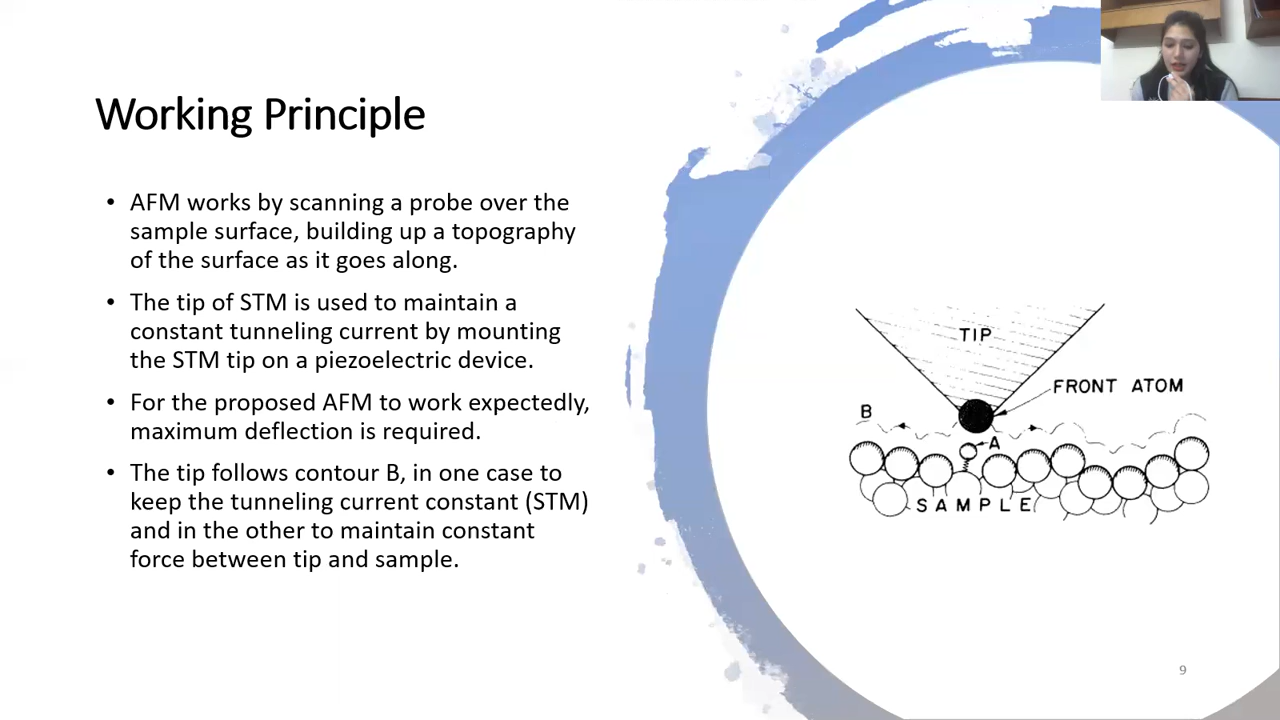 Working Principle
• AFM works by scanning a probe over the
sample surface, building up a topography
of the surface as it goes along.
• The tip of STM is used to maintain a
constant tunneling current by mounting
the STM tip on a piezoelectric device.
• For the proposed AFM to work expectedly,
maximum deflection is required.
• The tip follows contour B, in one case to
keep the tunneling current constant (STM)
and in the other to maintain constant
force between tip and sample.
TIP
FRONT ATOM
B
A
SAMPLE
9